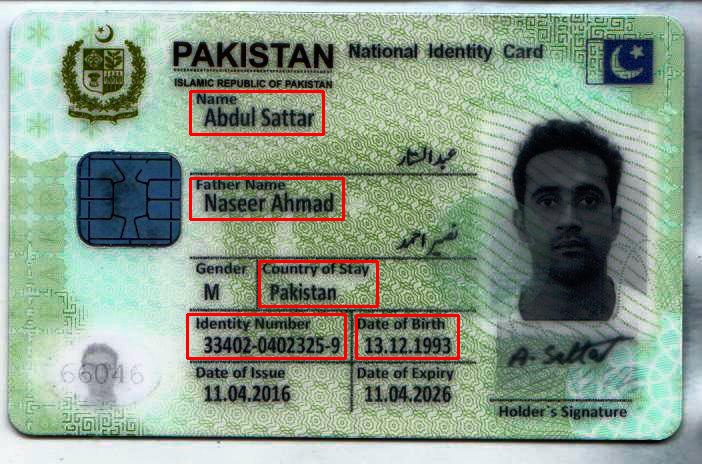 PAKISTAN National Identity Card
ISLAMIC REPUBLIC OF PAKISTAN
Name
Abdul Sattar
عبدالستار
Father Name
Naseer Ahmad
نصیر احمد
Gender Country of Stay
M Pakistan
Identity Number Date of Birth
33402-0402325-9 13.12.1993
Date of Issue Date of Expiry
11.04.2016 11.04.2026
66046
A. Sattar
Holder's Signature